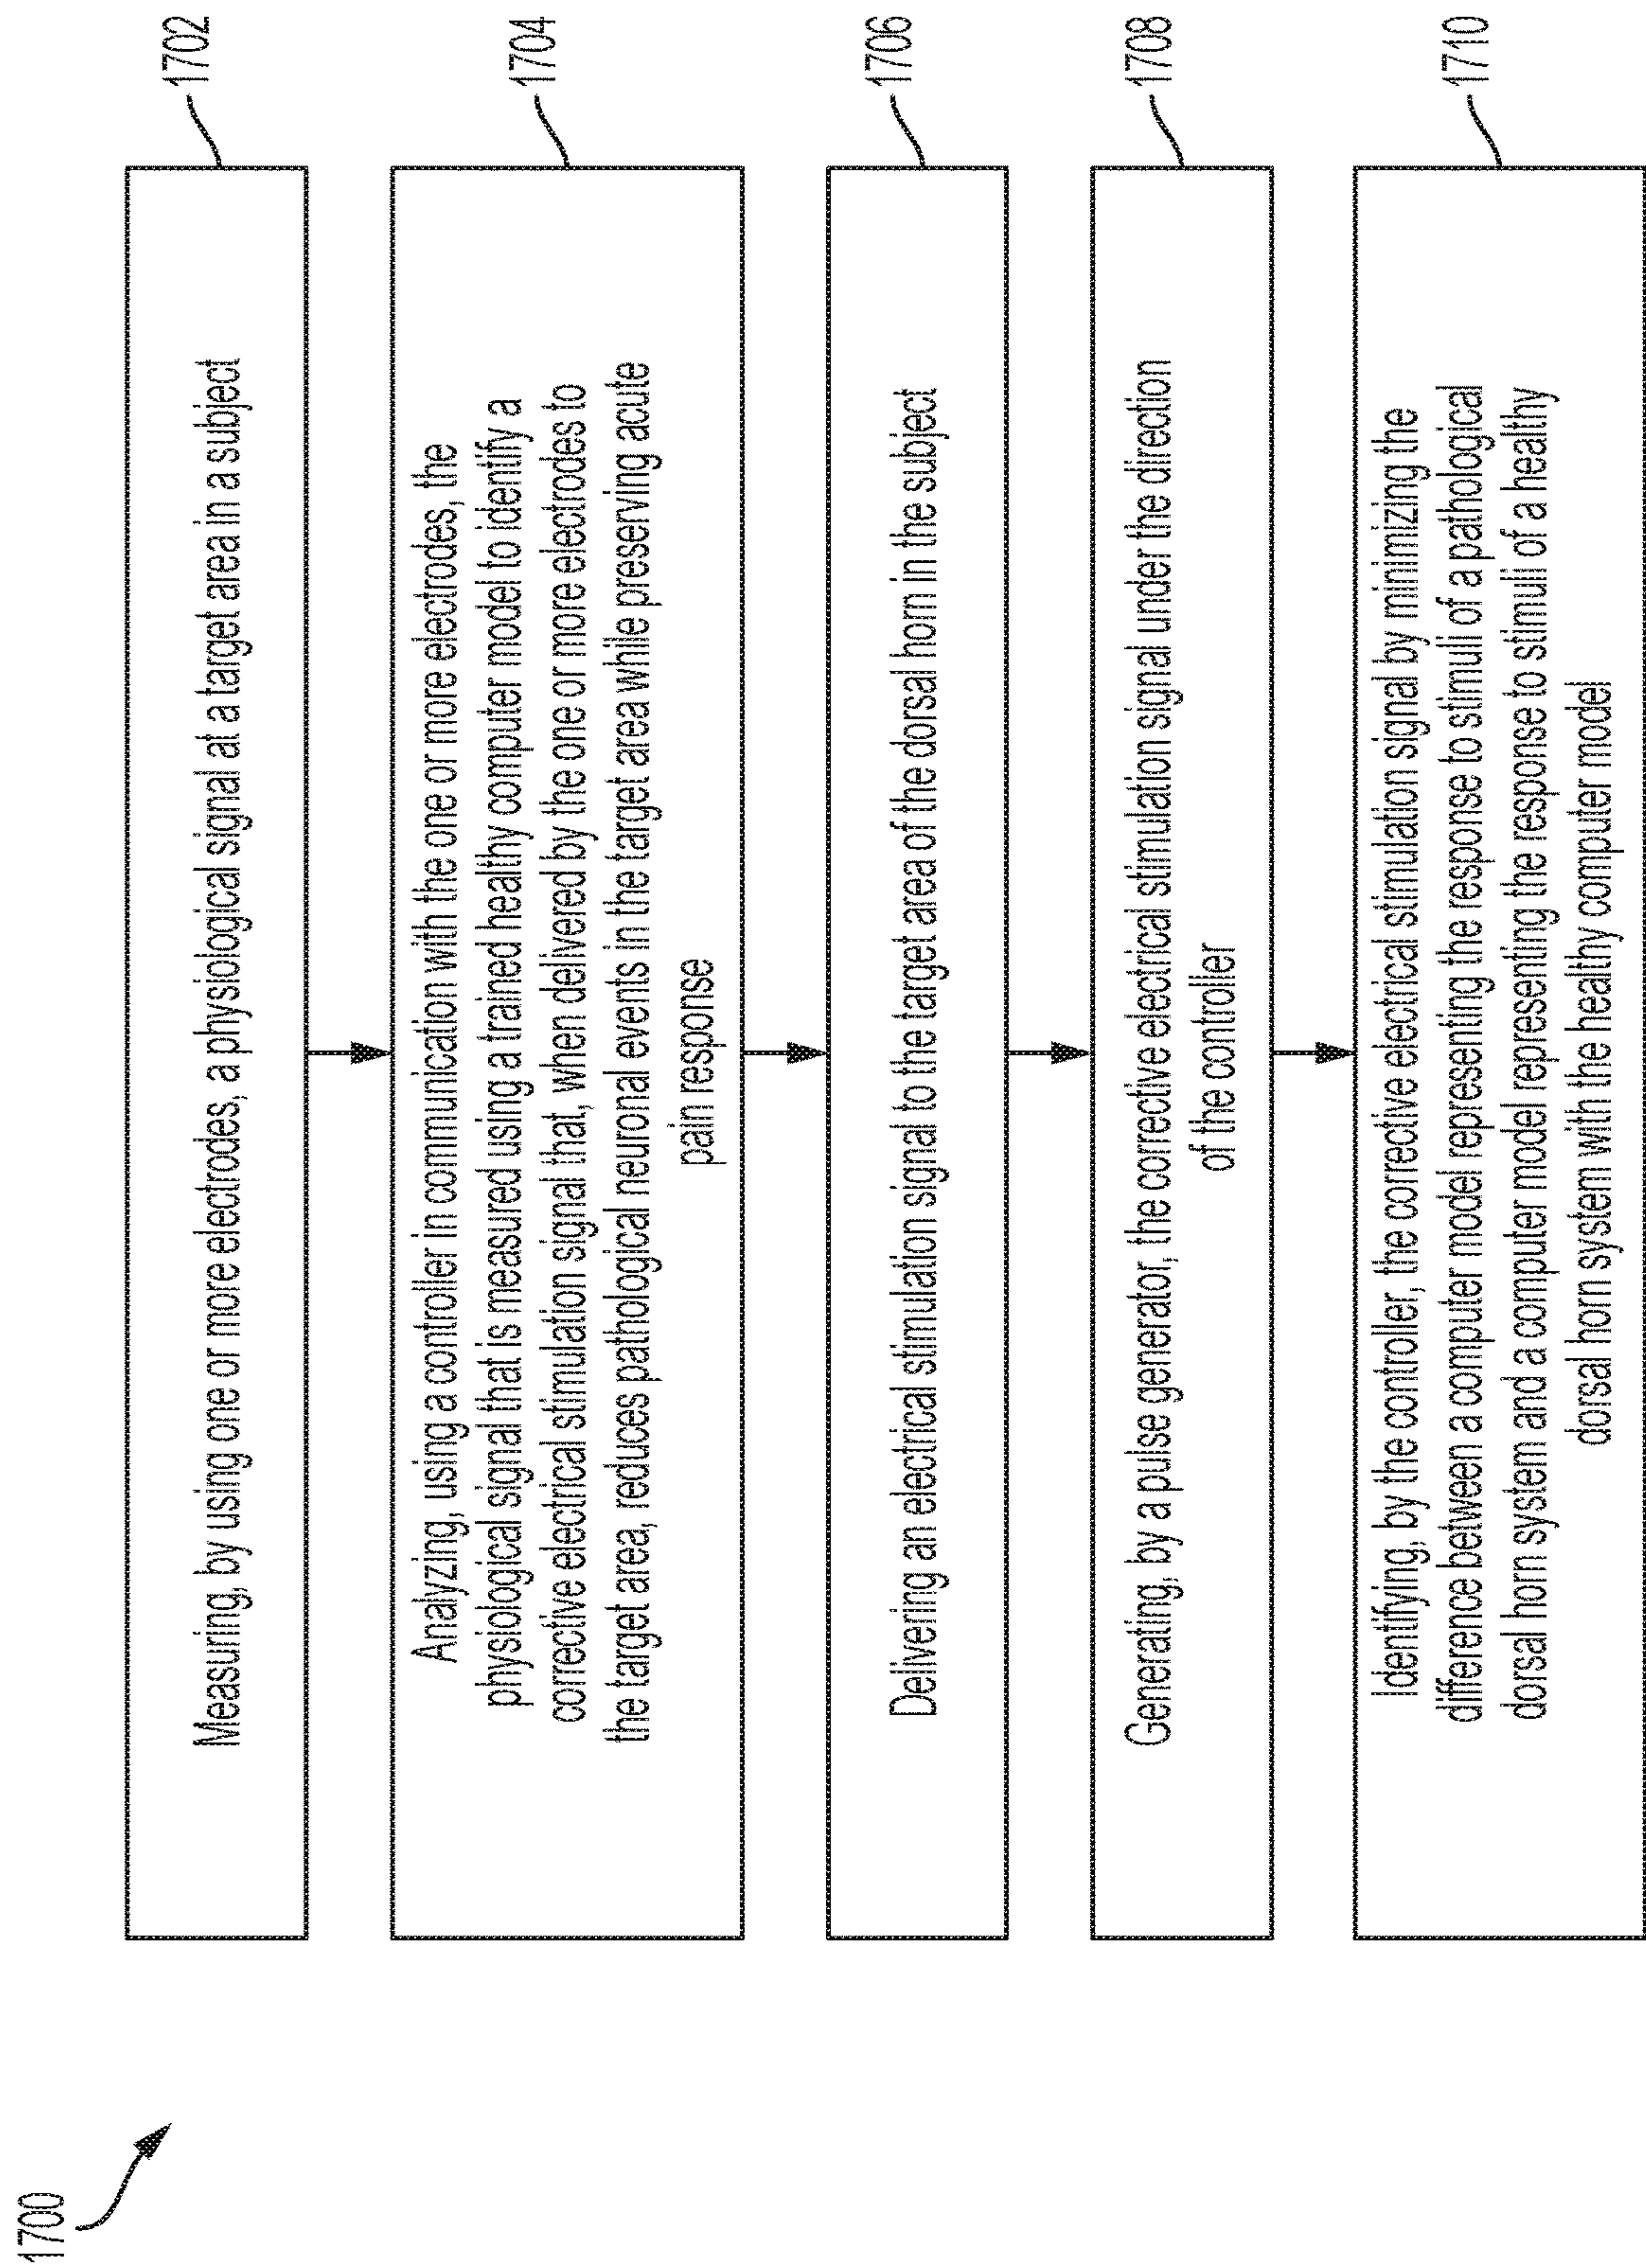 1700
Measuring, by using one or more electrodes, a physiological signal at a target area in a subject
1702
Analyzing, using a controller in communication with the one or more electrodes, the
physiological signal that is measured using a trained healthy computer model to identify a
corrective electrical stimulation signal that, when delivered by the one or more electrodes to
the target area, reduces pathological neuronal events in the target area while preserving acute
pain response
1704
Delivering an electrical stimulation signal to the target area of the dorsal horn in the subject
1706
Generating, by a pulse generator, the corrective electrical stimulation signal under the direction
of the controller
1708
Identifying, by the controller, the corrective electrical stimulation signal by minimizing the
difference between a computer model representing the response to stimuli of a pathological
dorsal horn system and a computer model representing the response to stimuli of a healthy
dorsal horn system with the healthy computer model
1710